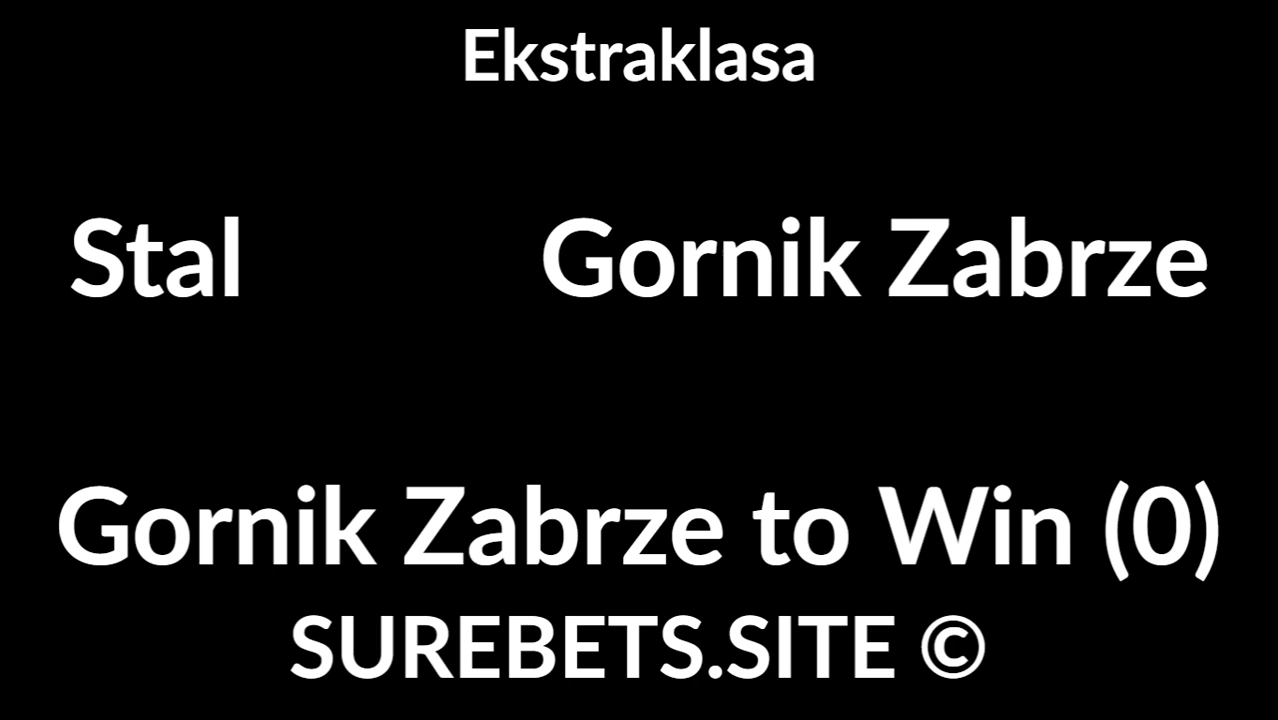 Ekstraklasa
Stal Gornik Zabrze
Gornik Zabrze to Win (0)
SUREBETS.SITE ©